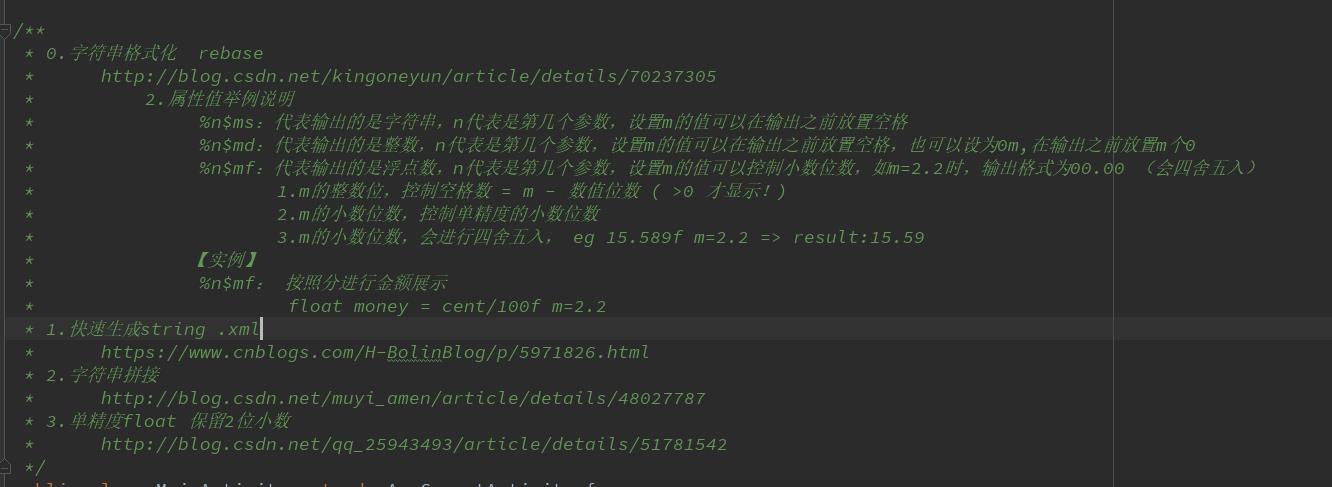 /**
 * 0.字符串格式化  rebase
 *      http://blog.csdn.net/kingoneyun/article/details/70237305
 *          2.属性值举例说明
 *               %n$ms：代表输出的是字符串，n代表是第几个参数，设置m的值可以在输出之前放置空格
 *               %n$md：代表输出的是整数，n代表是第几个参数，设置m的值可以在输出之前放置空格，也可以设为0m,在输出之前放置m个0
 *               %n$mf：代表输出的是浮点数，n代表是第几个参数，设置m的值可以控制小数位数，如m=2.2时，输出格式为00.00 （会四舍五入）
 *                      1.m的整数位，控制空格数 = m - 数值位数 ( >0 才显示！)
 *                      2.m的小数位数，控制单精度的小数位数
 *                      3.m的小数位数，会进行四舍五入， eg 15.589f m=2.2 => result:15.59
 *              【实例】
 *               %n$mf： 按照分进行金额展示
 *                       float money = cent/100f m=2.2
 * 1.快速生成string .xml
 *      https://www.cnblogs.com/H-BolinBlog/p/5971826.html
 * 2.字符串拼接
 *      http://blog.csdn.net/muyi_amen/article/details/48027787
 * 3.单精度float 保留2位小数
 *      http://blog.csdn.net/qq_25943493/article/details/51781542
 */